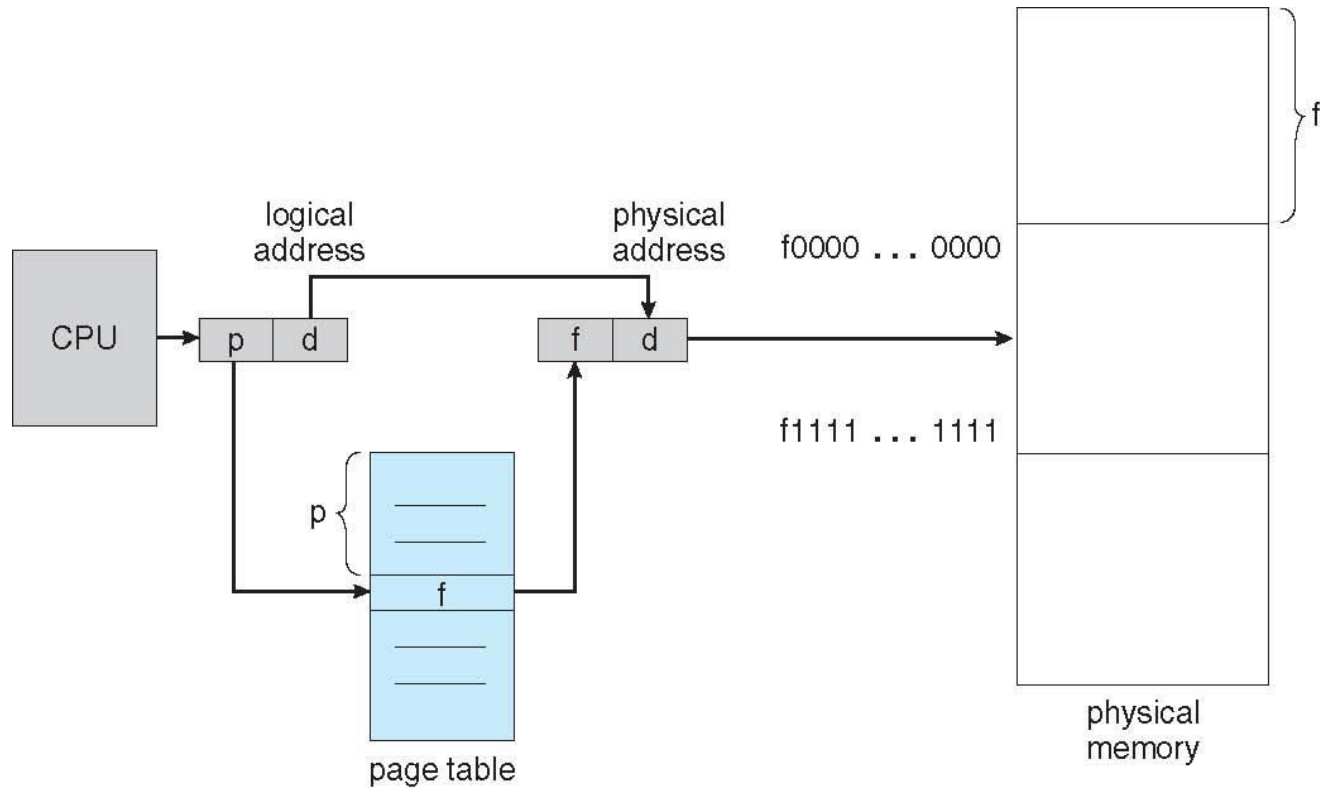 f
logical
address
physical
address
f0000 ... 0000
CPU
p
d
f
d
f1111 ... 1111
p
f
page table
physical
memory